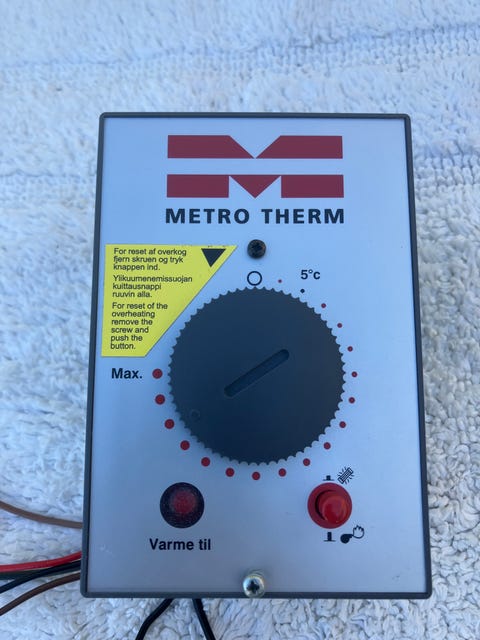 METRO THERM
For reset af overkog
fjern skruen og tryk
knappen ind.
Ylikuumenemissuojan
kuittausnappi
ruuvin alla.
For reset of the
overheating
remove the
screw and
push the
button.
5°c
Max.
Varme til